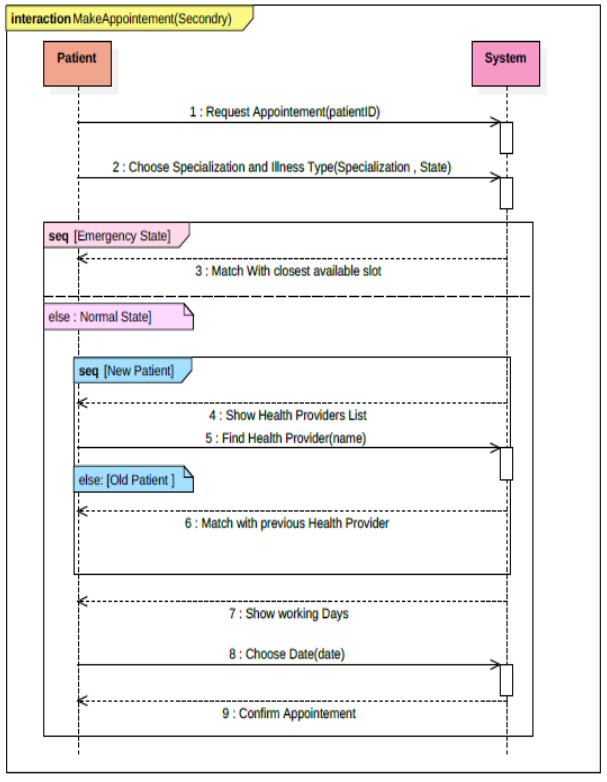 interaction MakeAppointement(Secondry)
Patient
System
1 : Request Appointement(patientID)
2 : Choose Specialization and Illness Type(Specialization , State)
seq [Emergency State]
3 : Match With closest available slot
else : Normal State]
seq [New Patient]
4 : Show Health Providers List
5 : Find Health Provider(name)
else: [Old Patient ]
6 : Match with previous Health Provider
7 : Show working Days
8 : Choose Date(date)
9 : Confirm Appointement